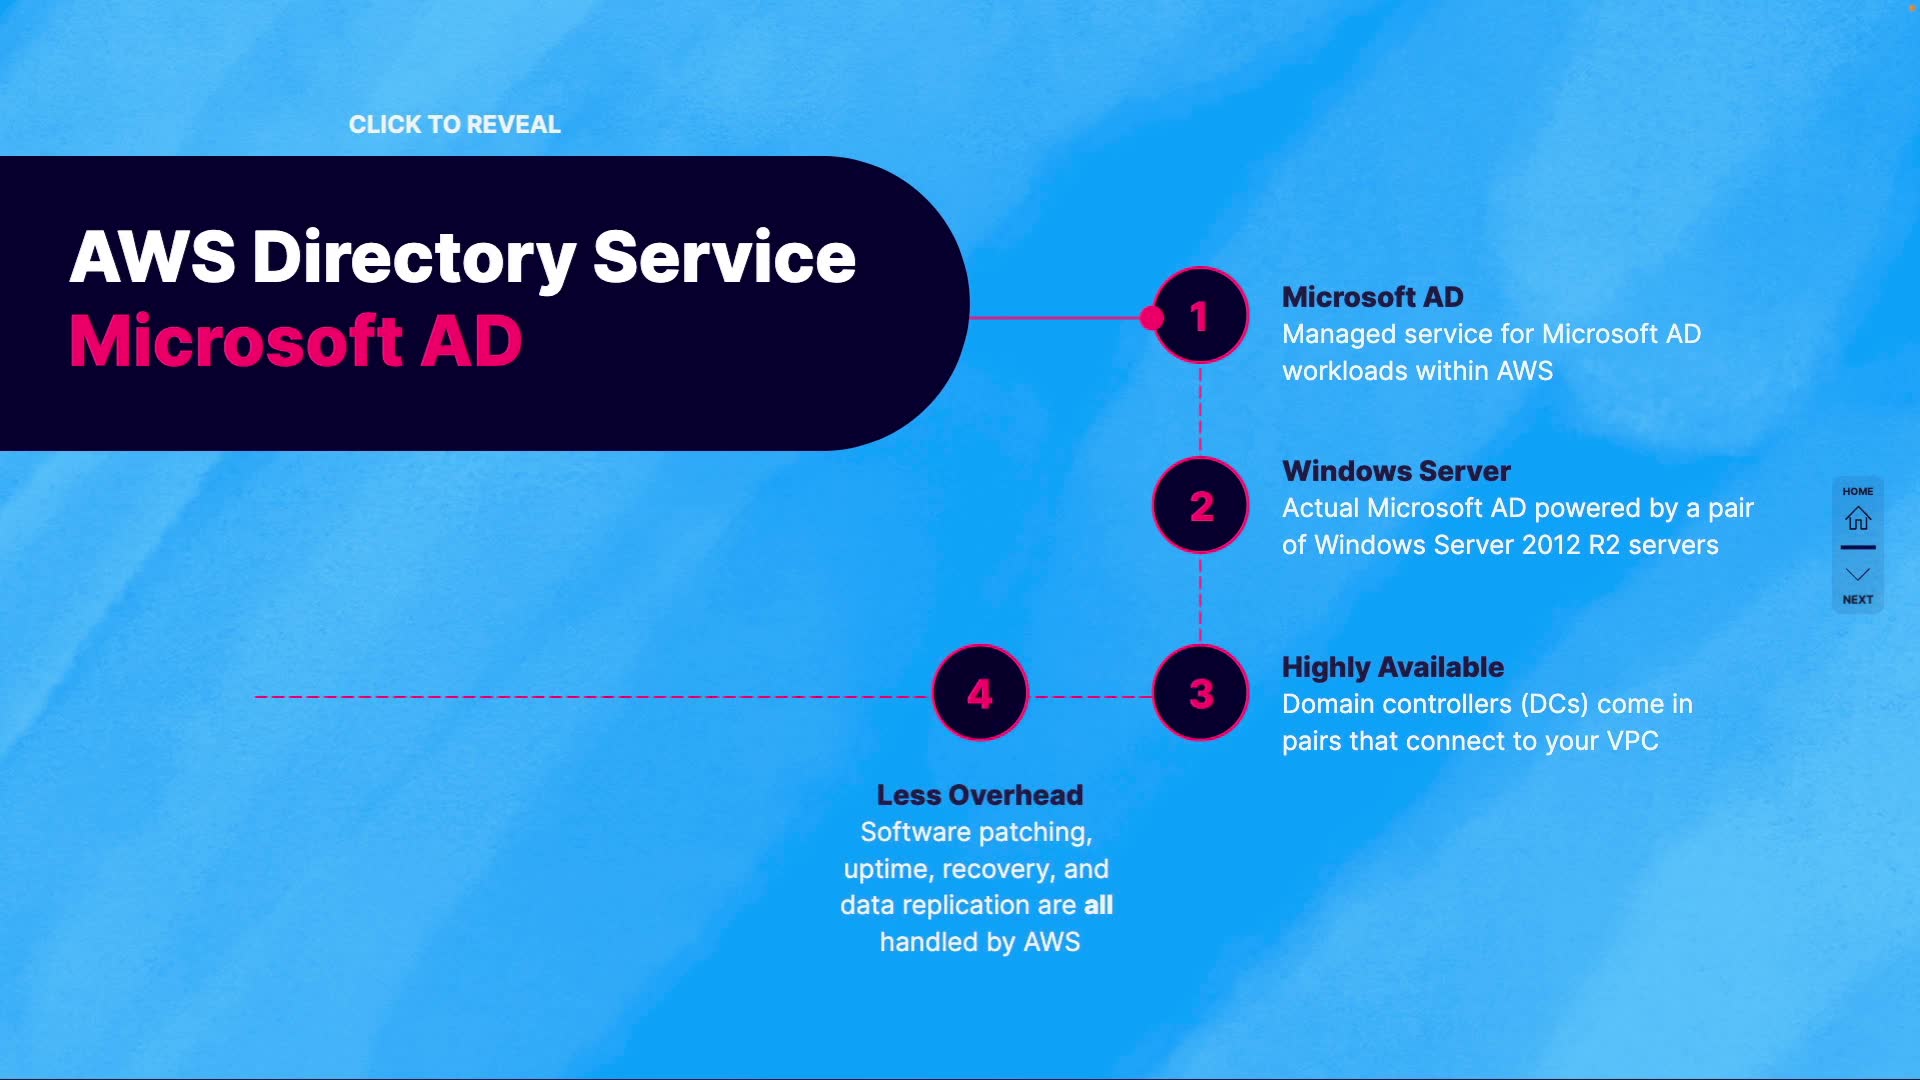 CLICK TO REVEAL
AWS Directory Service
Microsoft AD
1
Microsoft AD
Managed service for Microsoft AD
workloads within AWS
2
Windows Server
Actual Microsoft AD powered by a pair
of Windows Server 2012 R2 servers
3
Highly Available
Domain controllers (DCs) come in
pairs that connect to your VPC
4
Less Overhead
Software patching,
uptime, recovery, and
data replication are all
handled by AWS
HOME
NEXT